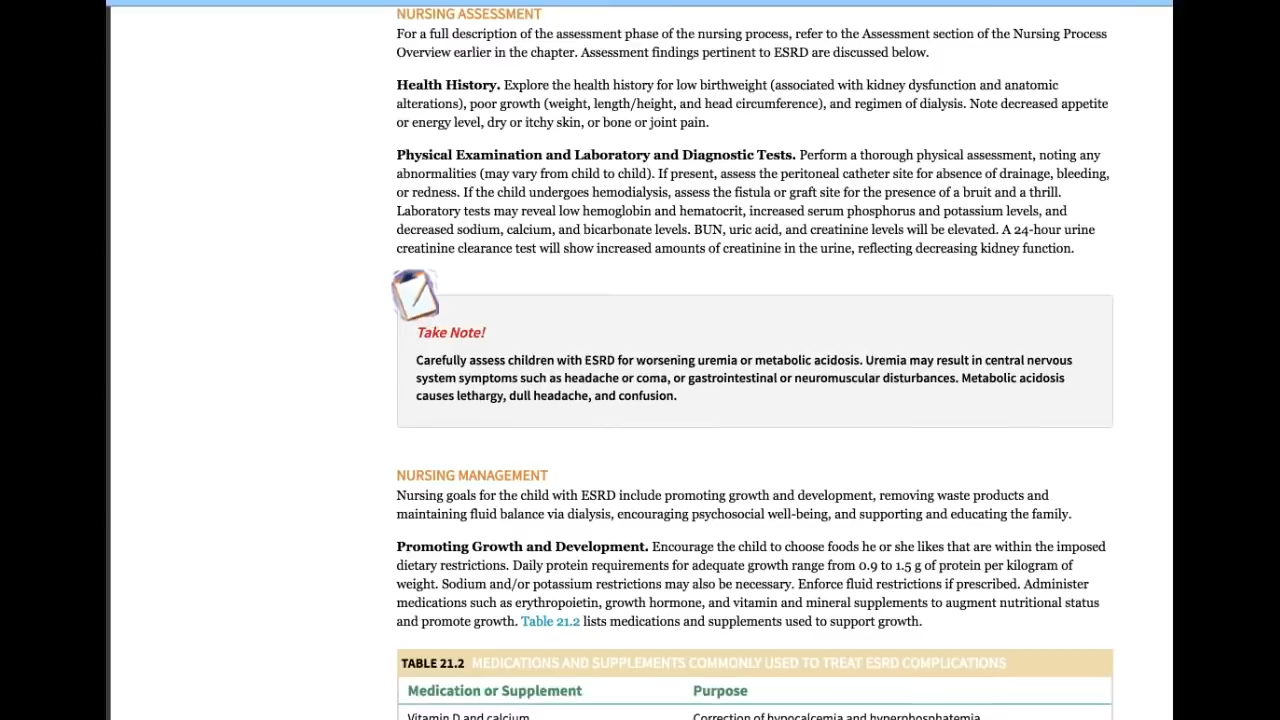 NURSING ASSESSMENT
For a full description of the assessment phase of the nursing process, refer to the Assessment section of the Nursing Process
Overview earlier in the chapter. Assessment findings pertinent to ESRD are discussed below.
Health History. Explore the health history for low birthweight (associated with kidney dysfunction and anatomic
alterations), poor growth (weight, length/height, and head circumference), and regimen of dialysis. Note decreased appetite
or energy level, dry or itchy skin, or bone or joint pain.
Physical Examination and Laboratory and Diagnostic Tests. Perform a thorough physical assessment, noting any
abnormalities (may vary from child to child). If present, assess the peritoneal catheter site for absence of drainage, bleeding,
or redness. If the child undergoes hemodialysis, assess the fistula or graft site for the presence of a bruit and a thrill.
Laboratory tests may reveal low hemoglobin and hematocrit, increased serum phosphorus and potassium levels, and
decreased sodium, calcium, and bicarbonate levels. BUN, uric acid, and creatinine levels will be elevated. A 24-hour urine
creatinine clearance test will show increased amounts of creatinine in the urine, reflecting decreasing kidney function.
Take Note!
Carefully assess children with ESRD for worsening uremia or metabolic acidosis. Uremia may result in central nervous
system symptoms such as headache or coma, or gastrointestinal or neuromuscular disturbances. Metabolic acidosis
causes lethargy, dull headache, and confusion.
NURSING MANAGEMENT
Nursing goals for the child with ESRD include promoting growth and development, removing waste products and
maintaining fluid balance via dialysis, encouraging psychosocial well-being, and supporting and educating the family.
Promoting Growth and Development. Encourage the child to choose foods he or she likes that are within the imposed
dietary restrictions. Daily protein requirements for adequate growth range from 0.9 to 1.5 g of protein per kilogram of
weight. Sodium and/or potassium restrictions may also be necessary. Enforce fluid restrictions if prescribed. Administer
medications such as erythropoietin, growth hormone, and vitamin and mineral supplements to augment nutritional status
and promote growth. Table 21.2 lists medications and supplements used to support growth.
TABLE 21.2 MEDICATIONS AND SUPPLEMENTS COMMONLY USED TO TREAT ESRD COMPLICATIONS
Medication or Supplement Purpose
Vitamin D and calcium Correction of hypocalcemia and hyperphosphatemia